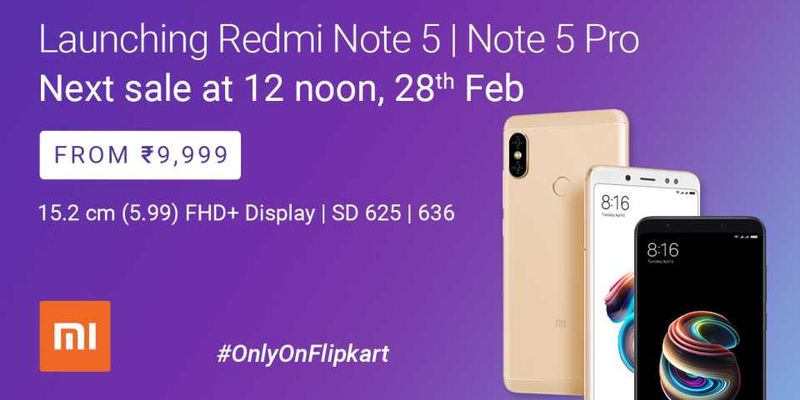 Launching Redmi Note 5 | Note 5 Pro
Next sale at 12 noon, 28th Feb
FROM ₹9,999
15.2 cm (5.99) FHD+ Display | SD 625 | 636
8:16
8:16
mi
mi
#OnlyOnFlipkart